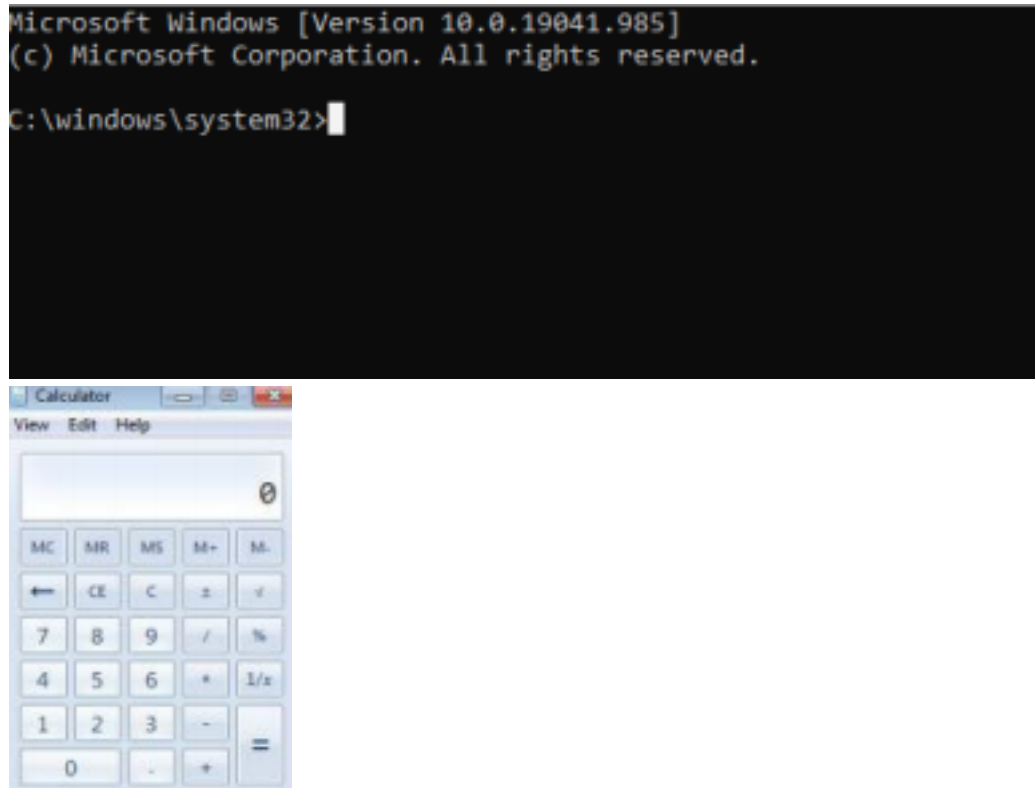 Microsoft Windows [Version 10.0.19041.985]
(c) Microsoft Corporation. All rights reserved.
C:\windows\system32>
Calculator
View Edit Help
0
MC MR MS M+ M-
← CE C ± √
7 8 9 / %
4 5 6 * 1/x
1 2 3 - =
0 . +